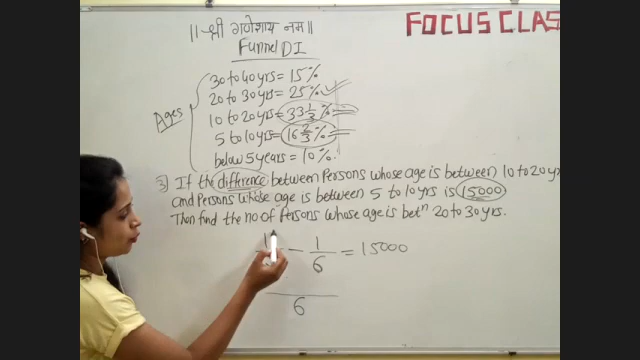 ॥ श्री गणेशाय नमः ॥
FOCUS CLAS
Funnel DI
Ages
30 to 40 yrs = 15%
20 to 30 yrs = 25%
10 to 20 yrs = 33 1/3 %
5 to 10 yrs = 16 2/3 %
below 5 years = 10%
3) If the difference between Persons whose age is between 10 to 20 yr
and Persons whose age is between 5 to 10 yrs is 15000
Then find the no of Persons whose age is betⁿ 20 to 30 yrs.
1 - 1/6 = 15000
6